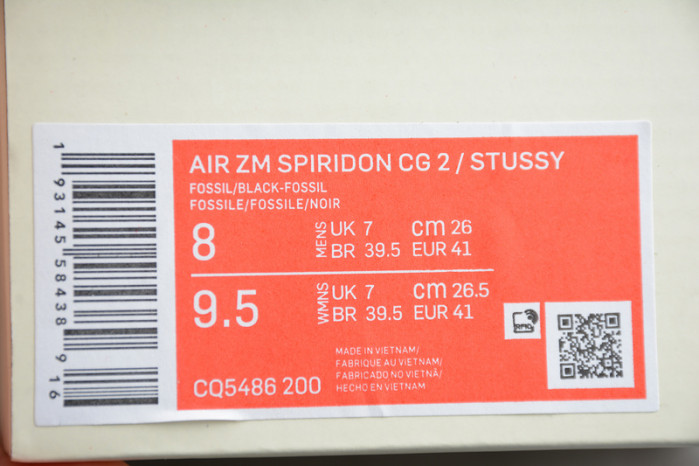 AIR ZM SPIRIDON CG 2 / STUSSY
FOSSIL/BLACK-FOSSIL
FOSSILE/FOSSILE/NOIR
8 MENS UK 7 cm 26
BR 39.5 EUR 41
9.5 WMNS UK 7 cm 26.5
BR 39.5 EUR 41
CQ5486 200
MADE IN VIETNAM/
FABRIQUE AU VIETNAM/
FABRICADO NO VIETNÃ/
HECHO EN VIETNAM
1 93145 58438 9 16